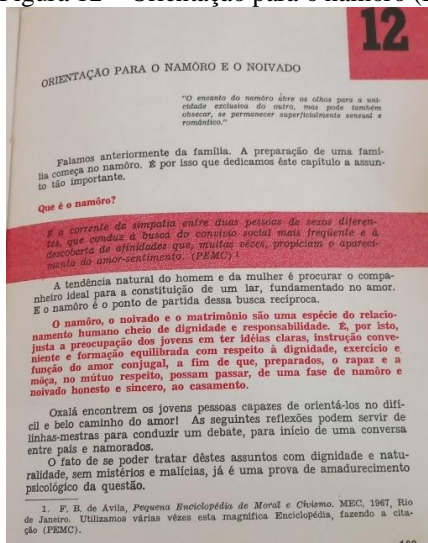 Figura 12 – Orientação para o namoro
12
ORIENTAÇÃO PARA O NAMÔRO E O NOIVADO
"O encanto do namôro abre os olhos para a uni-
cidade exclusiva do outro, mas pode também
obsecar, se permanecer superficialmente sensual e
romântico."
Falamos anteriormente da família. A preparação de uma famí-
lia começa no namôro. É por isso que dedicamos êste capítulo a assun-
to tão importante.
Que é o namôro?
É a corrente de simpatia entre duas pessoas de sexos diferen-
tes, que conduz à busca do convívio social mais freqüente e à
descoberta de afinidades que, muitas vêzes, propiciam o apareci-
mento do amor-sentimento. (PEMC) 1
A tendência natural do homem e da mulher é procurar o compa-
nheiro ideal para a constituição de um lar, fundamentado no amor.
E o namôro é o ponto de partida dessa busca recíproca.
O namôro, o noivado e o matrimônio são uma espécie do relacio-
namento humano cheio de dignidade e responsabilidade. É, por isto,
justa a preocupação dos jovens em ter idéias claras, instrução conve-
niente e formação equilibrada com respeito à dignidade, exercício e
função do amor conjugal, a fim de que, preparados, o rapaz e a
môça, no mútuo respeito, possam passar, de uma fase de namôro e
noivado honesto e sincero, ao casamento.
Oxalá encontrem os jovens pessoas capazes de orientá-los no difí-
cil e belo caminho do amor! As seguintes reflexões podem servir de
linhas-mestras para conduzir um debate, para início de uma conversa
entre pais e namorados.
O fato de se poder tratar dêstes assuntos com dignidade e natu-
ralidade, sem mistérios e malícias, já é uma prova de amadurecimento
psicológico da questão.
1. F. B. de Ávila, Pequena Enciclopédia de Moral e Civismo. MEC, 1967, Rio
de Janeiro. Utilizamos várias vêzes esta magnífica Enciclopédia, fazendo a cita-
ção (PEMC).